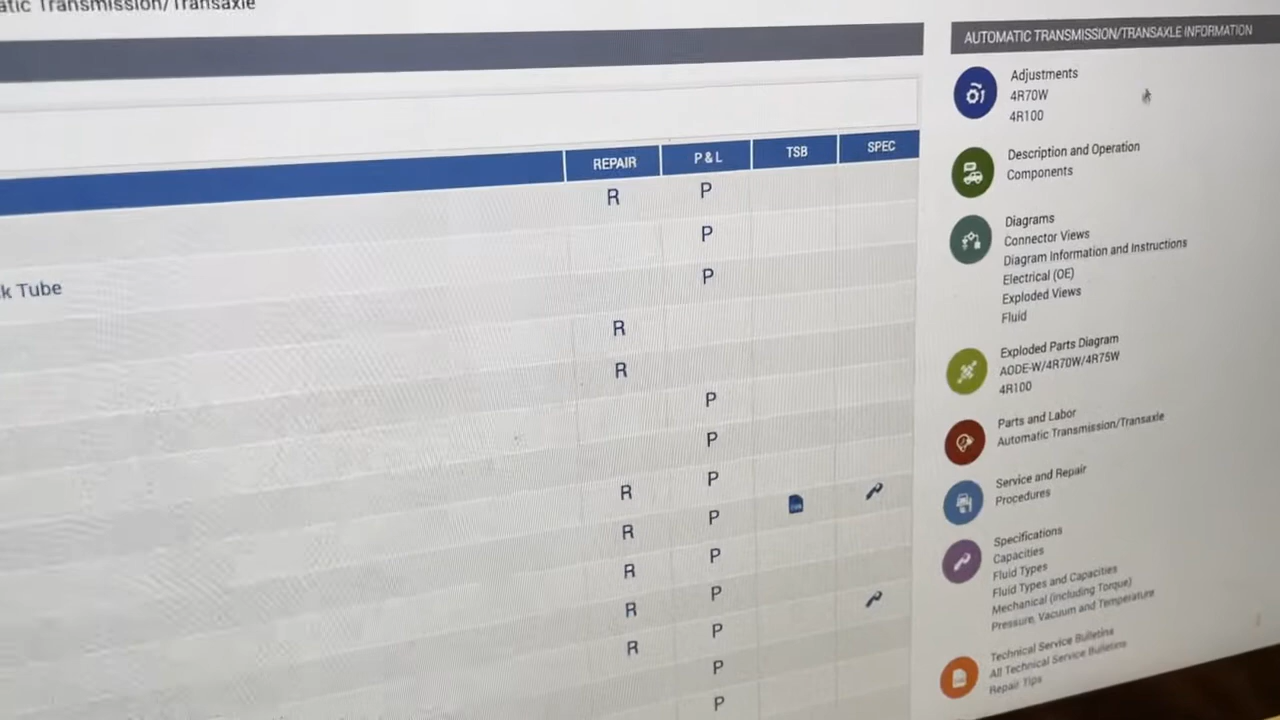 Transmission/Transaxle
AUTOMATIC TRANSMISSION/TRANSAXLE INFORMATION
REPAIR P & L TSB SPEC
R P
P
k Tube P
R
R
P
P
R P
R P
R P
R P
R P
P
P
Adjustments
4R70W
4R100
Description and Operation
Components
Diagrams
Connector Views
Diagram Information and Instructions
Electrical (OE)
Exploded Views
Fluid
Exploded Parts Diagram
AODE-W/4R70W/4R75W
4R100
Parts and Labor
Automatic Transmission/Transaxle
Service and Repair
Procedures
Specifications
Capacities
Fluid Types
Fluid Types and Capacities
Mechanical (including Torque)
Pressure, Vacuum and Temperature
Technical Service Bulletins
All Technical Service Bulletins
Repair Tips